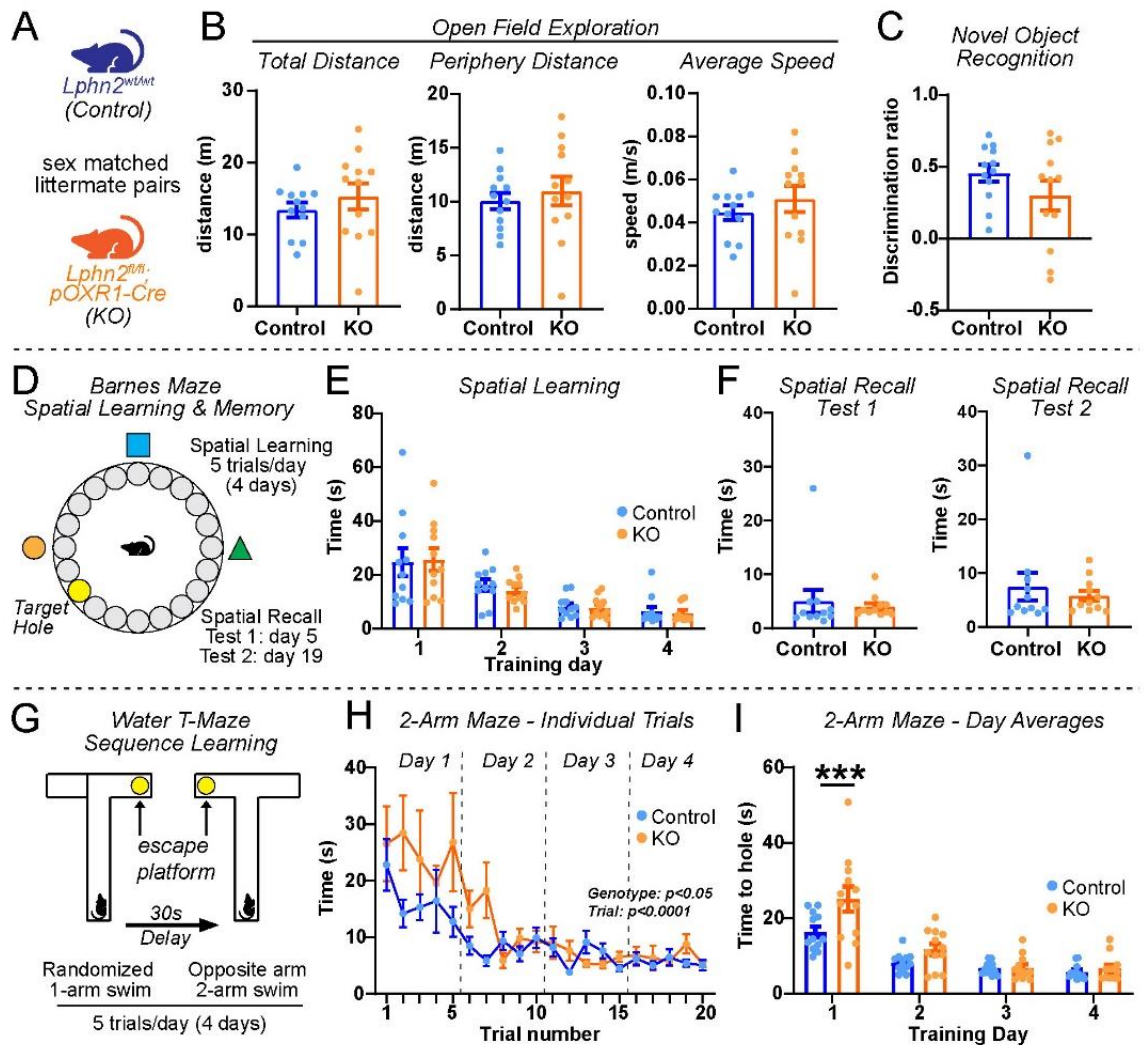 A
Lphn2wt/wt
(Control)
sex matched
littermate pairs
Lphn2fl/fl;
pOXR1-Cre
(KO)
B
Open Field Exploration
Total Distance
distance (m)
30
20
10
0
Control KO
Periphery Distance
distance (m)
20
15
10
5
0
Control KO
Average Speed
speed (m/s)
0.10
0.08
0.06
0.04
0.02
0.00
Control KO
C
Novel Object
Recognition
Discrimination ratio
1.0
0.5
0.0
-0.5
Control KO
D
Barnes Maze
Spatial Learning & Memory
Spatial Learning
5 trials/day
(4 days)
Target
Hole
Spatial Recall
Test 1: day 5
Test 2: day 19
E
Spatial Learning
Time (s)
80
60
40
20
0
Control
KO
1 2 3 4
Training day
F
Spatial Recall
Test 1
Time (s)
40
30
20
10
0
Control KO
Spatial Recall
Test 2
Time (s)
40
30
20
10
0
Control KO
G
Water T-Maze
Sequence Learning
escape
platform
30s
Delay
Randomized
1-arm swim
Opposite arm
2-arm swim
5 trials/day (4 days)
H
2-Arm Maze - Individual Trials
Day 1 Day 2 Day 3 Day 4
Time (s)
40
30
20
10
0
Control
KO
Genotype: p<0.05
Trial: p<0.0001
1 5 10 15 20
Trial number
I
2-Arm Maze - Day Averages
Time to hole (s)
60
40
20
0
***
Control
KO
1 2 3 4
Training Day